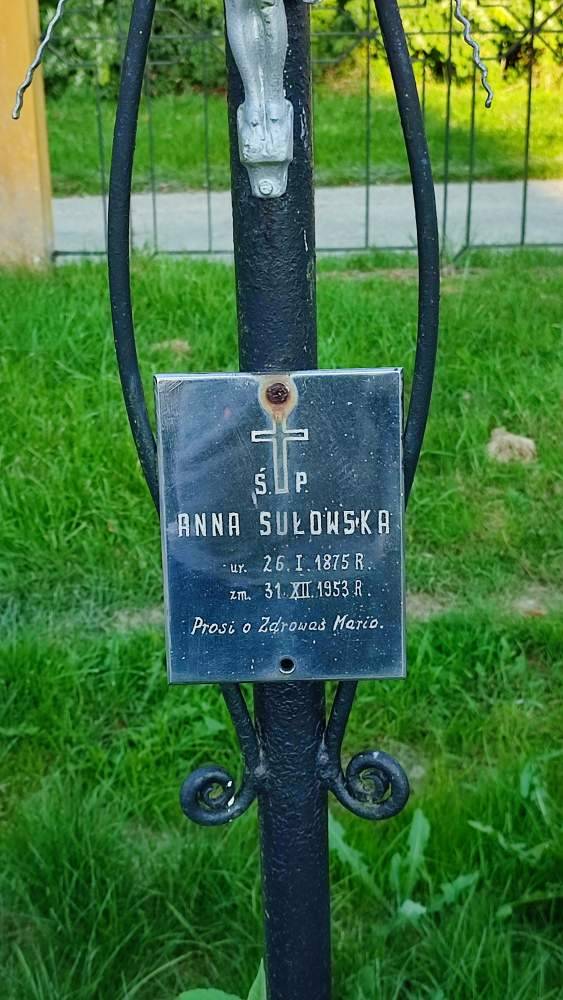 Ś. P.
ANNA SUŁOWSKA
ur. 26. I. 1875 R.
zm. 31. XII. 1953 R.
Prosi o Zdrowaś Mario.